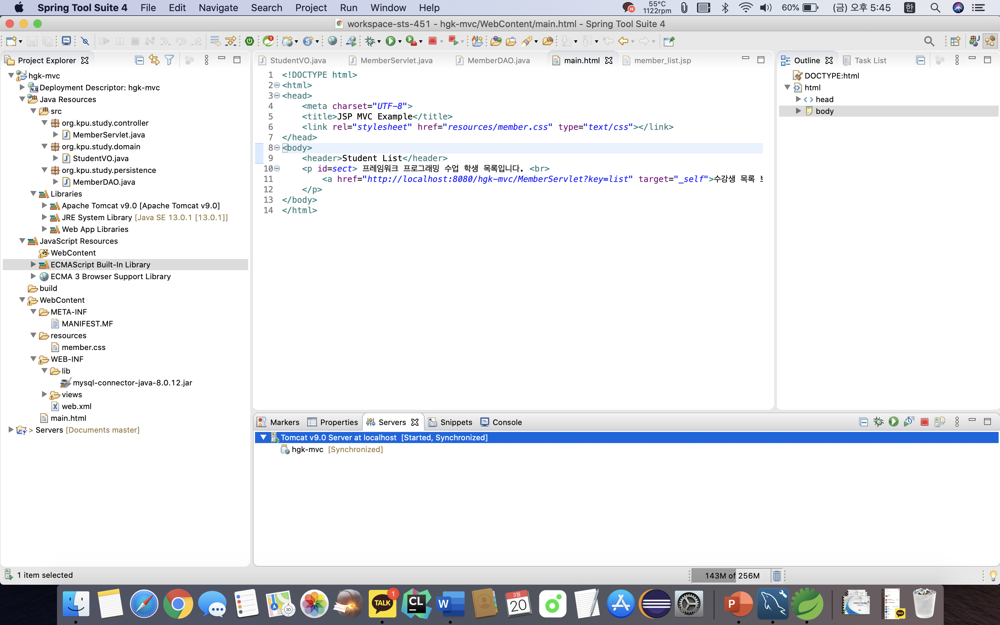 Spring Tool Suite 4 File Edit Navigate Search Project Run Window Help
55°C
1122rpm
60%
(금) 오후 5:45
한
workspace-sts-451 - hgk-mvc/WebContent/main.html - Spring Tool Suite 4
Project Explorer
hgk-mvc
Deployment Descriptor: hgk-mvc
Java Resources
src
org.kpu.study.controller
MemberServlet.java
org.kpu.study.domain
StudentVO.java
org.kpu.study.persistence
MemberDAO.java
Libraries
Apache Tomcat v9.0 [Apache Tomcat v9.0]
JRE System Library [Java SE 13.0.1 [13.0.1]]
Web App Libraries
JavaScript Resources
WebContent
ECMAScript Built-In Library
ECMA 3 Browser Support Library
build
WebContent
META-INF
MANIFEST.MF
resources
member.css
WEB-INF
lib
mysql-connector-java-8.0.12.jar
views
web.xml
main.html
> Servers [Documents master]
StudentVO.java MemberServlet.java MemberDAO.java main.html member_list.jsp
1 <!DOCTYPE html>
2 <html>
3 <head>
4 <meta charset="UTF-8">
5 <title>JSP MVC Example</title>
6 <link rel="stylesheet" href="resources/member.css" type="text/css"></link>
7 </head>
8 <body>
9 <header>Student List</header>
10 <p id=sect> 프레임워크 프로그래밍 수업 학생 목록입니다. <br>
11 <a href="http://localhost:8080/hgk-mvc/MemberServlet?key=list" target="_self">수강생 목록
12 </p>
13 </body>
14 </html>
Outline Task List
DOCTYPE:html
html
head
body
Markers Properties Servers Snippets Console
Tomcat v9.0 Server at localhost [Started, Synchronized]
hgk-mvc [Synchronized]
1 item selected
143M of 256M
3D
TALK
1
CL
W
3월
20
P
TALK